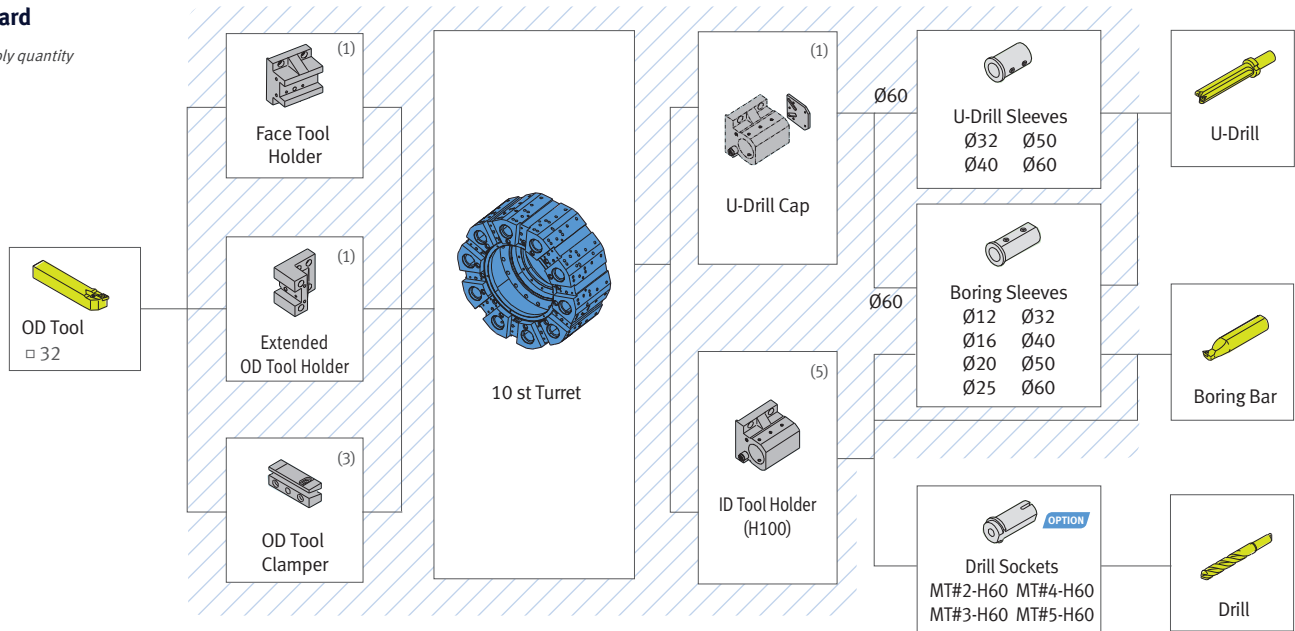 ard
ly quantity
(1)
Face Tool
Holder
(1)
Extended
OD Tool Holder
(3)
OD Tool
Clamper
OD Tool
□ 32
10 st Turret
(1)
U-Drill Cap
(5)
ID Tool Holder
(H100)
Ø60
Ø60
U-Drill Sleeves
Ø32 Ø50
Ø40 Ø60
Boring Sleeves
Ø12 Ø32
Ø16 Ø40
Ø20 Ø50
Ø25 Ø60
OPTION
Drill Sockets
MT#2-H60 MT#4-H60
MT#3-H60 MT#5-H60
U-Drill
Boring Bar
Drill